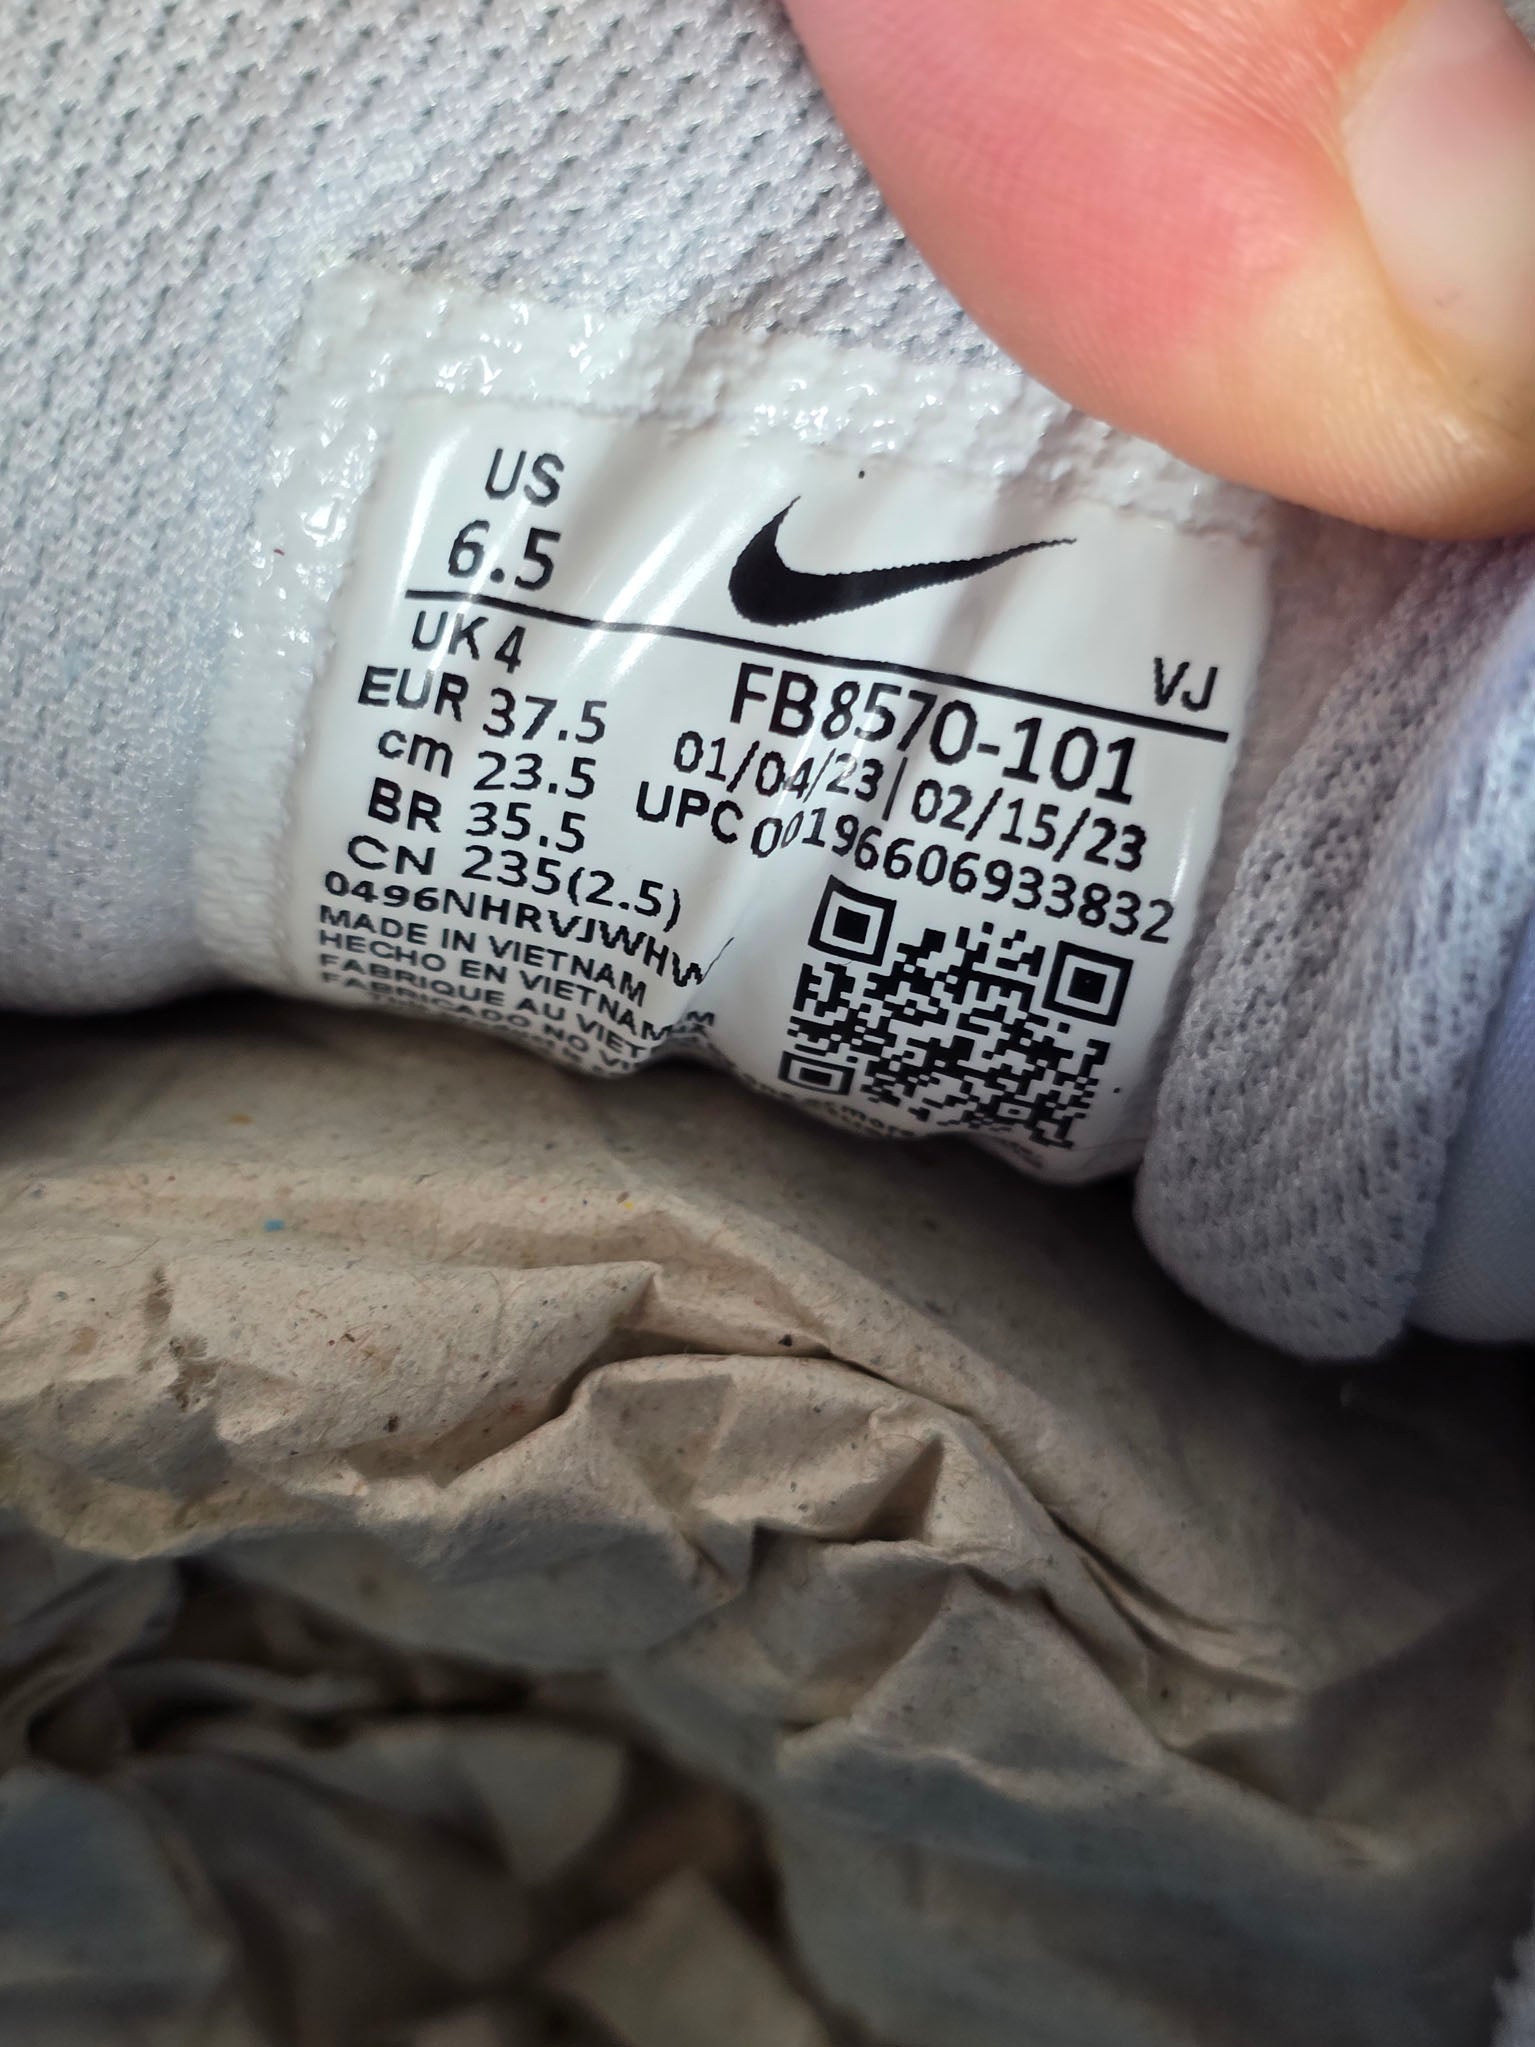 US
6.5
VJ
UK 4
EUR 37.5
cm 23.5
BR 35.5
CN 235(2.5)
FB8570-101
01/04/23 | 02/15/23
UPC 00196606933832
0496NHRVJWHW
MADE IN VIETNAM
HECHO EN VIETNAM
FABRIQUE AU
FABRICADO NO